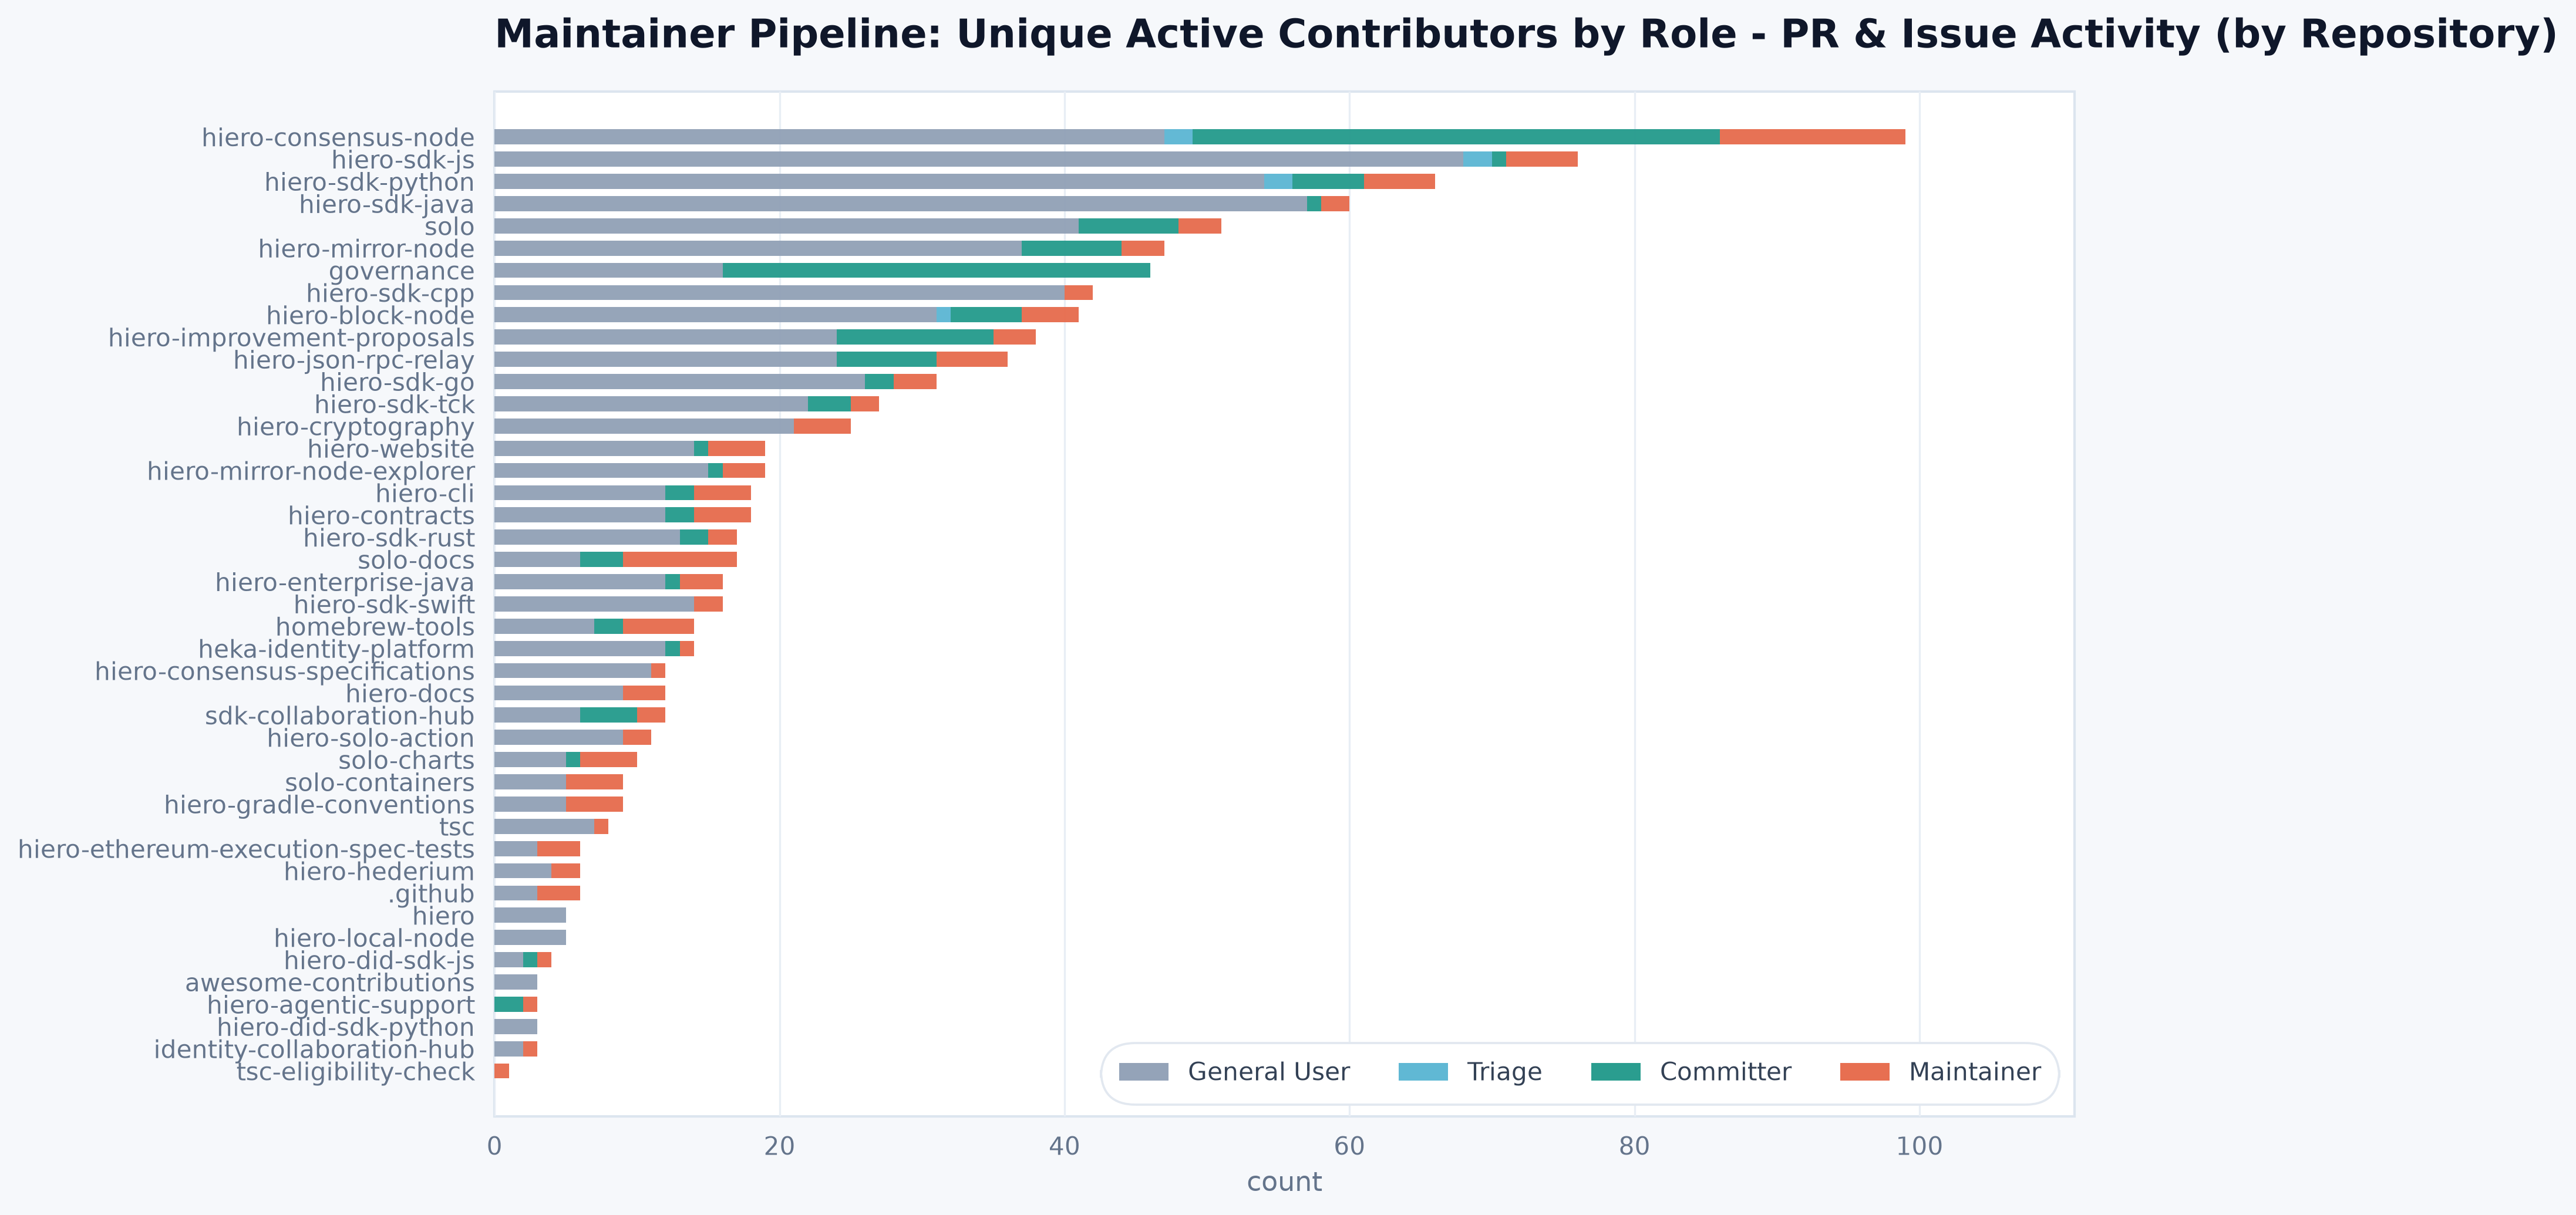 Maintainer Pipeline: Unique Active Contributors by Role - PR & Issue Activity (by Repository)
hiero-consensus-node
hiero-sdk-js
hiero-sdk-python
hiero-sdk-java
solo
hiero-mirror-node
governance
hiero-sdk-cpp
hiero-block-node
hiero-improvement-proposals
hiero-json-rpc-relay
hiero-sdk-go
hiero-sdk-tck
hiero-cryptography
hiero-website
hiero-mirror-node-explorer
hiero-cli
hiero-contracts
hiero-sdk-rust
solo-docs
hiero-enterprise-java
hiero-sdk-swift
homebrew-tools
heka-identity-platform
hiero-consensus-specifications
hiero-docs
sdk-collaboration-hub
hiero-solo-action
solo-charts
solo-containers
hiero-gradle-conventions
tsc
hiero-ethereum-execution-spec-tests
hiero-hederium
.github
hiero
hiero-local-node
hiero-did-sdk-js
awesome-contributions
hiero-agentic-support
hiero-did-sdk-python
identity-collaboration-hub
tsc-eligibility-check
General User Triage Committer Maintainer
0 20 40 60 80 100
count